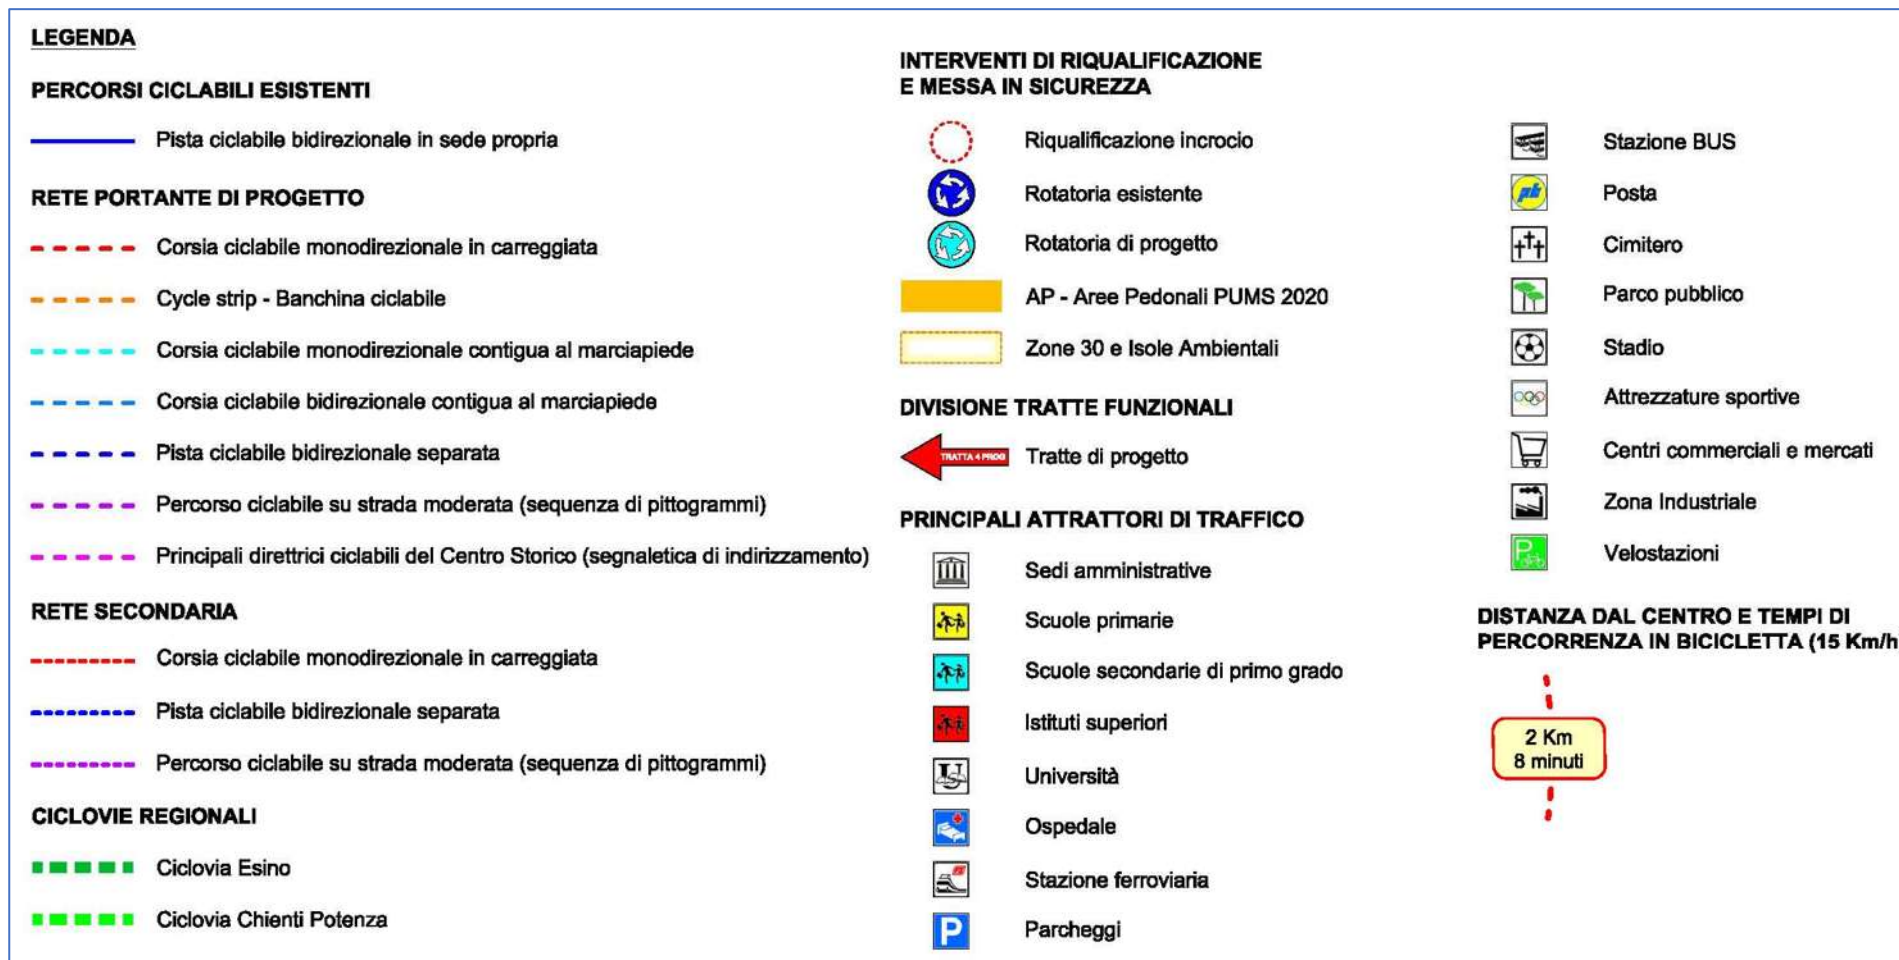 LEGENDA
PERCORSI CICLABILI ESISTENTI
Pista ciclabile bidirezionale in sede propria
RETE PORTANTE DI PROGETTO
Corsia ciclabile monodirezionale in carreggiata
Cycle strip - Banchina ciclabile
Corsia ciclabile monodirezionale contigua al marciapiede
Corsia ciclabile bidirezionale contigua al marciapiede
Pista ciclabile bidirezionale separata
Percorso ciclabile su strada moderata (sequenza di pittogrammi)
Principali direttrici ciclabili del Centro Storico (segnaletica di indirizzamento)
RETE SECONDARIA
Corsia ciclabile monodirezionale in carreggiata
Pista ciclabile bidirezionale separata
Percorso ciclabile su strada moderata (sequenza di pittogrammi)
CICLOVIE REGIONALI
Ciclovia Esino
Ciclovia Chienti Potenza
INTERVENTI DI RIQUALIFICAZIONE
E MESSA IN SICUREZZA
Riqualificazione incrocio
Rotatoria esistente
Rotatoria di progetto
AP - Aree Pedonali PUMS 2020
Zone 30 e Isole Ambientali
DIVISIONE TRATTE FUNZIONALI
TRATTA 4 PROG
Tratte di progetto
PRINCIPALI ATTRATTORI DI TRAFFICO
Sedi amministrative
Scuole primarie
Scuole secondarie di primo grado
Istituti superiori
U
Università
Ospedale
Stazione ferroviaria
P
Parcheggi
Stazione BUS
Posta
Cimitero
Parco pubblico
Stadio
Attrezzature sportive
Centri commerciali e mercati
Zona Industriale
P
Velostazioni
DISTANZA DAL CENTRO E TEMPI DI
PERCORRENZA IN BICICLETTA (15 Km/h
2 Km
8 minuti